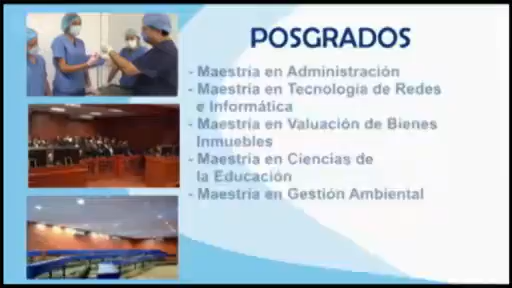 POSGRADOS
- Maestría en Administración
- Maestría en Tecnología de Redes
e Informática
- Maestría en Valuación de Bienes
Inmuebles
- Maestría en Ciencias de
la Educación
- Maestría en Gestión Ambiental